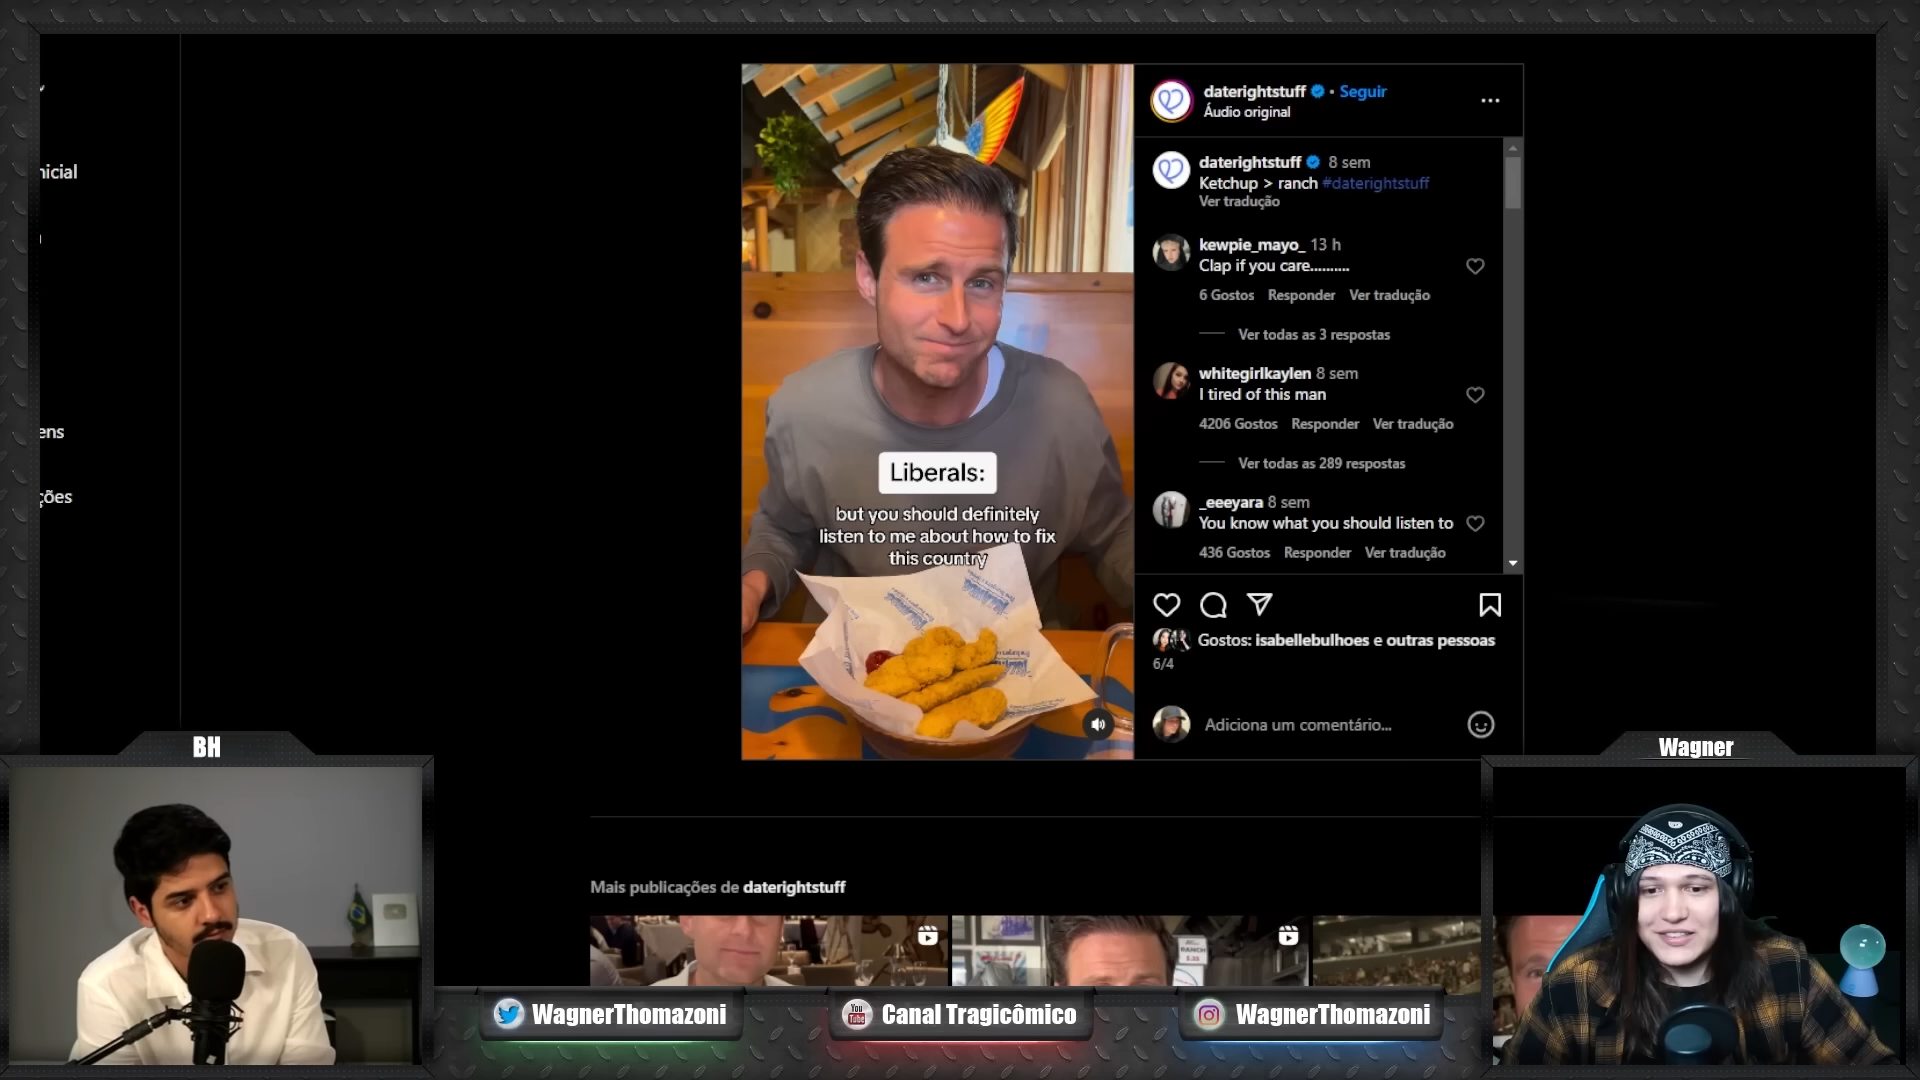 nicial
ens
ções
Liberals:
but you should definitely
listen to me about how to fix
this country
daterightstuff • Seguir
Áudio original
daterightstuff 8 sem
Ketchup > ranch #daterightstuff
Ver tradução
kewpie_mayo_ 13 h
Clap if you care..........
6 Gostos Responder Ver tradução
Ver todas as 3 respostas
whitegirlkaylen 8 sem
I tired of this man
4206 Gostos Responder Ver tradução
Ver todas as 289 respostas
_eeeyara 8 sem
You know what you should listen to
436 Gostos Responder Ver tradução
Gostos: isabellebulhoes e outras pessoas
6/4
Adiciona um comentário...
BH
Wagner
Mais publicações de daterightstuff
RANCH
WagnerThomazoni
You
Tube
Canal Tragicômico
WagnerThomazoni